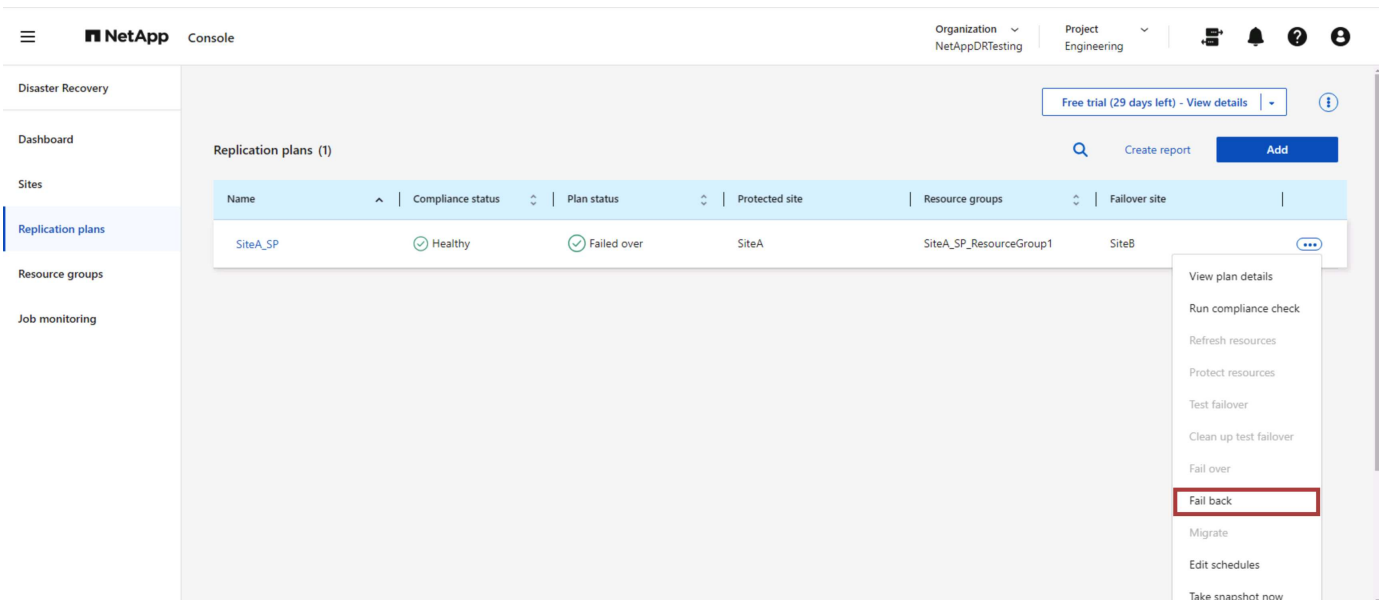 NetApp Console
Organization
NetAppDRTesting
Project
Engineering
Disaster Recovery
Dashboard
Sites
Replication plans
Resource groups
Job monitoring
Free trial (29 days left) - View details
Replication plans (1)
Create report
Add
Name Compliance status Plan status Protected site Resource groups Failover site
SiteA_SP Healthy Failed over SiteA SiteA_SP_ResourceGroup1 SiteB
View plan details
Run compliance check
Refresh resources
Protect resources
Test failover
Clean up test failover
Fail over
Fail back
Migrate
Edit schedules
Take snapshot now